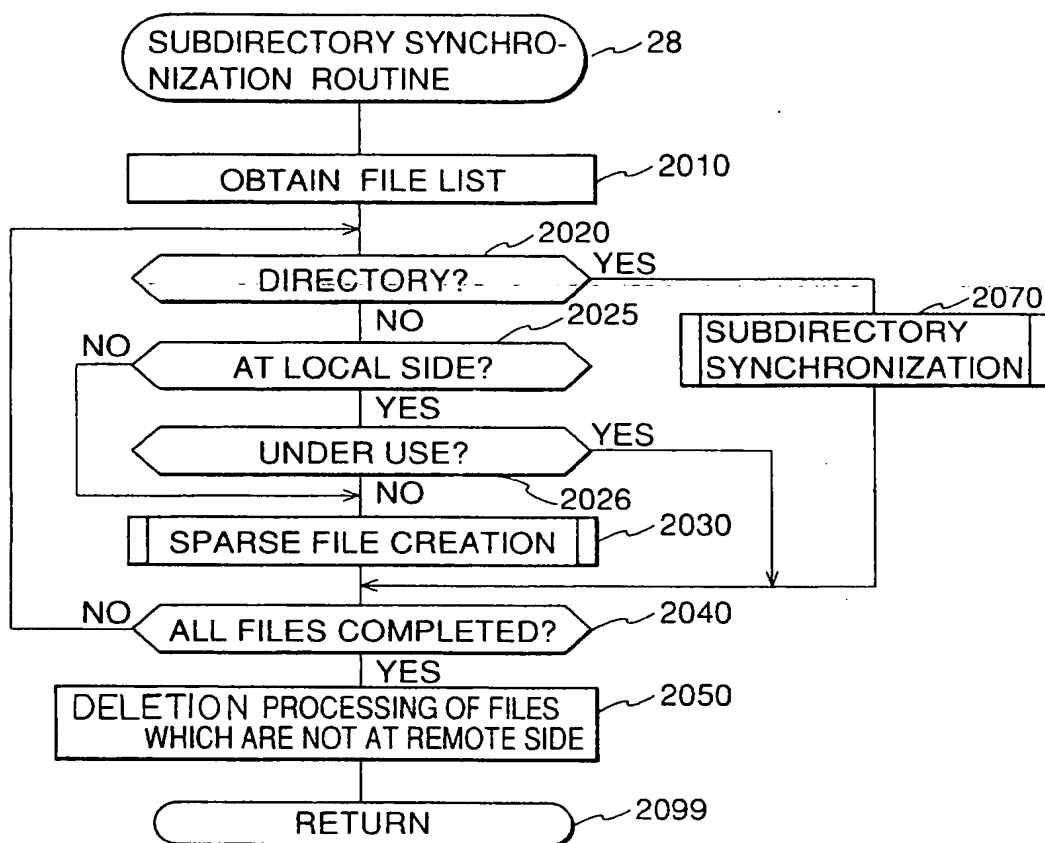 SUBDIRECTORY SYNCHRO-
NIZATION ROUTINE
28
OBTAIN FILE LIST
2010
2020
DIRECTORY?
YES
NO
2025
2070
SUBDIRECTORY
SYNCHRONIZATION
NO
AT LOCAL SIDE?
YES
UNDER USE?
YES
NO
2026
SPARSE FILE CREATION
2030
NO
ALL FILES COMPLETED?
2040
YES
DELETION PROCESSING OF FILES
WHICH ARE NOT AT REMOTE SIDE
2050
RETURN
2099